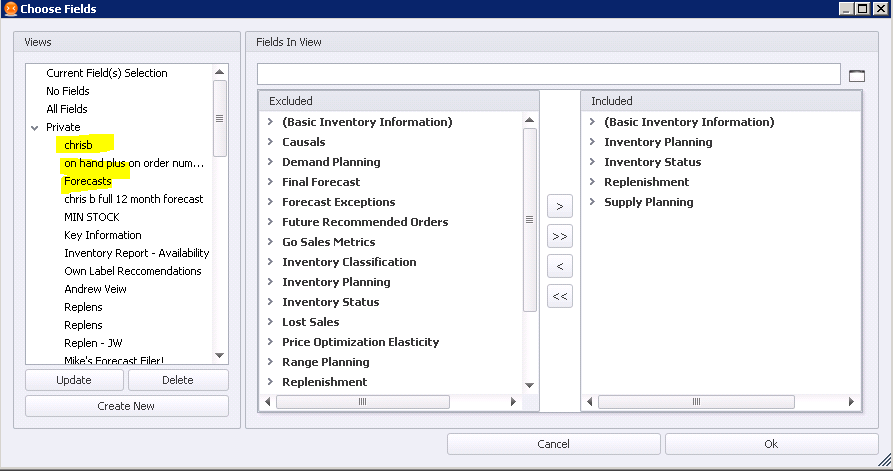 Choose Fields
Views
Current Field(s) Selection
No Fields
All Fields
Private
chrisb
on hand plus on order num...
Forecasts
chris b full 12 month forecast
MIN STOCK
Key Information
Inventory Report - Availability
Own Label Reccomendations
Andrew Veiw
Replens
Replens
Replen - JW
Mike's Forecast Filer!
Update
Delete
Create New
Fields In View
Excluded
(Basic Inventory Information)
Causals
Demand Planning
Final Forecast
Forecast Exceptions
Future Recommended Orders
Go Sales Metrics
Inventory Classification
Inventory Planning
Inventory Status
Lost Sales
Price Optimization Elasticity
Range Planning
Replenishment
>
>>
<
<<
Included
(Basic Inventory Information)
Inventory Planning
Inventory Status
Replenishment
Supply Planning
Cancel
Ok